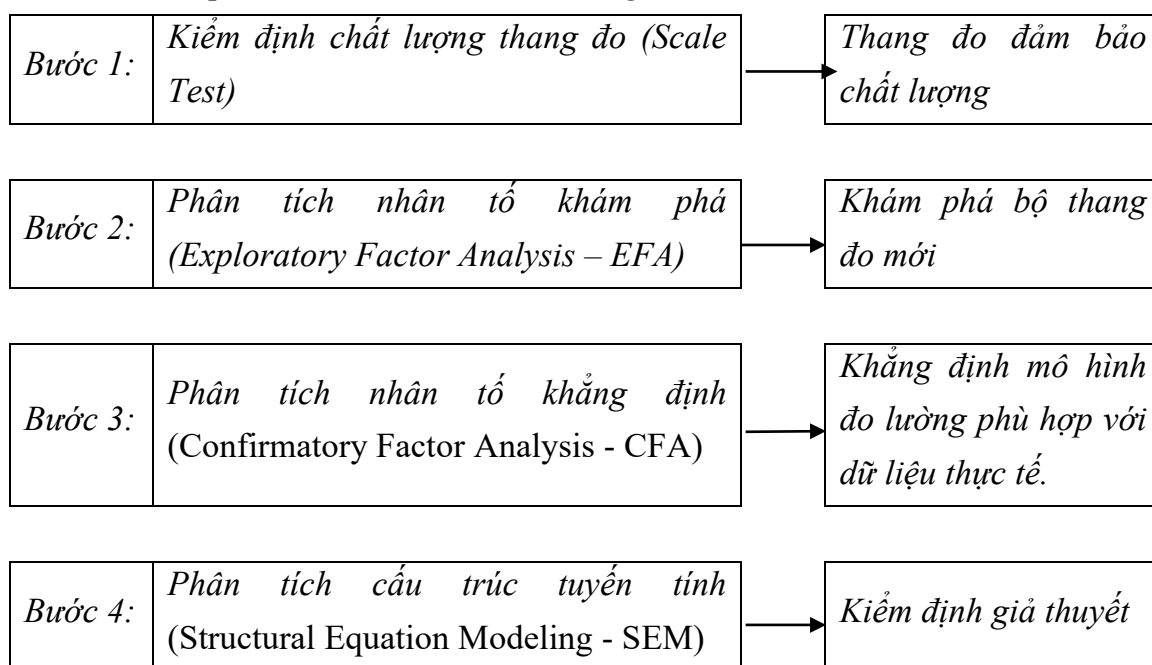 Bước 1:
Kiểm định chất lượng thang đo (Scale
Test)
Thang đo đảm bảo
chất lượng
Bước 2:
Phân tích nhân tố khám phá
(Exploratory Factor Analysis – EFA)
Khám phá bộ thang
đo mới
Bước 3:
Phân tích nhân tố khẳng định
(Confirmatory Factor Analysis - CFA)
Khẳng định mô hình
đo lường phù hợp với
dữ liệu thực tế.
Bước 4:
Phân tích cấu trúc tuyến tính
(Structural Equation Modeling - SEM)
Kiểm định giả thuyết